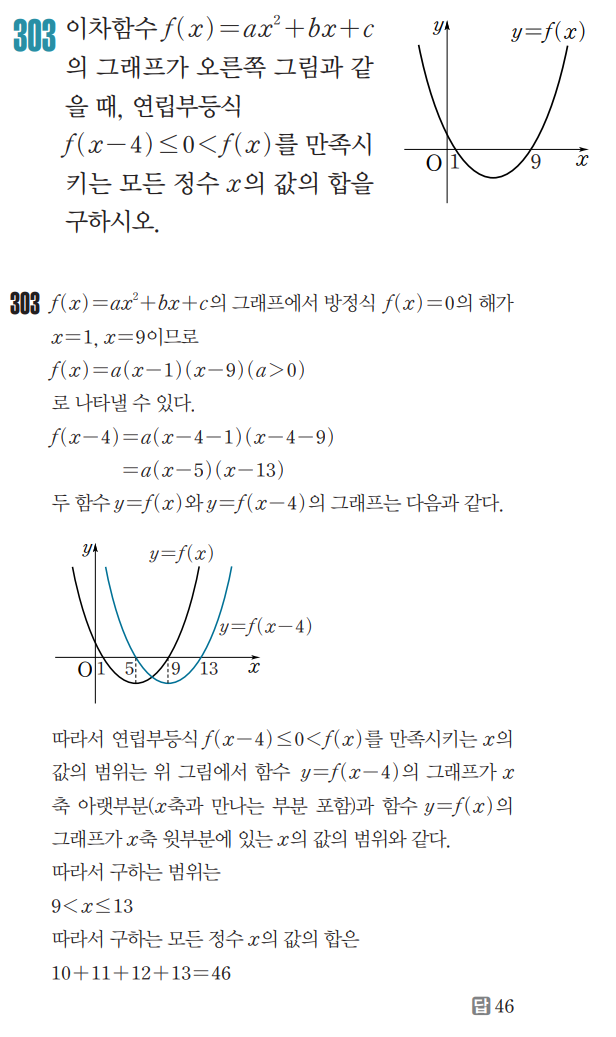 303 이차함수 f(x)=ax²+bx+c
의 그래프가 오른쪽 그림과 같
을 때, 연립부등식
f(x-4)≤0<f(x)를 만족시
키는 모든 정수 x의 값의 합을
구하시오.
y
y=f(x)
O 1 9 x
303 f(x)=ax²+bx+c의 그래프에서 방정식 f(x)=0의 해가
x=1, x=9이므로
f(x)=a(x-1)(x-9)(a>0)
로 나타낼 수 있다.
f(x-4)=a(x-4-1)(x-4-9)
=a(x-5)(x-13)
두 함수 y=f(x)와 y=f(x-4)의 그래프는 다음과 같다.
y
y=f(x)
y=f(x-4)
O 1 5 9 13 x
따라서 연립부등식 f(x-4)≤0<f(x)를 만족시키는 x의
값의 범위는 위 그림에서 함수 y=f(x-4)의 그래프가 x
축 아랫부분(x축과 만나는 부분 포함)과 함수 y=f(x)의
그래프가 x축 윗부분에 있는 x의 값의 범위와 같다.
따라서 구하는 범위는
9<x≤13
따라서 구하는 모든 정수 x의 값의 합은
10+11+12+13=46
답 46